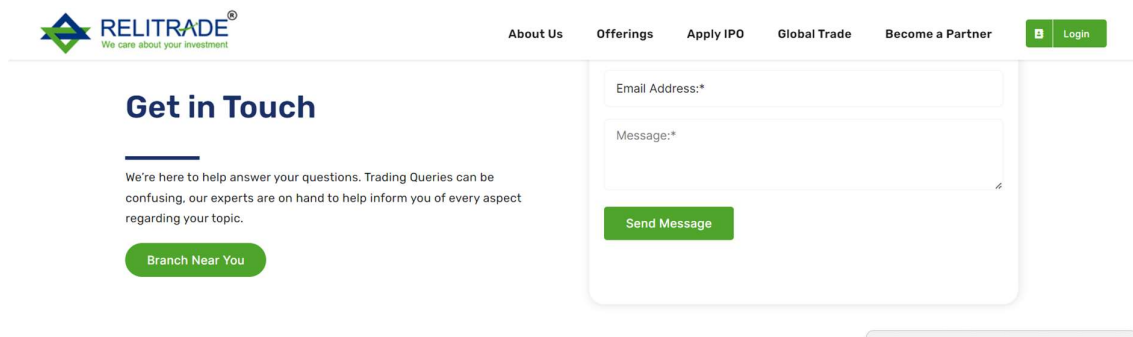 RELITRADE®
We care about your investment
About Us
Offerings
Apply IPO
Global Trade
Become a Partner
Login
Get in Touch
We're here to help answer your questions. Trading Queries can be
confusing, our experts are on hand to help inform you of every aspect
regarding your topic.
Branch Near You
Email Address:*
Message:*
Send Message